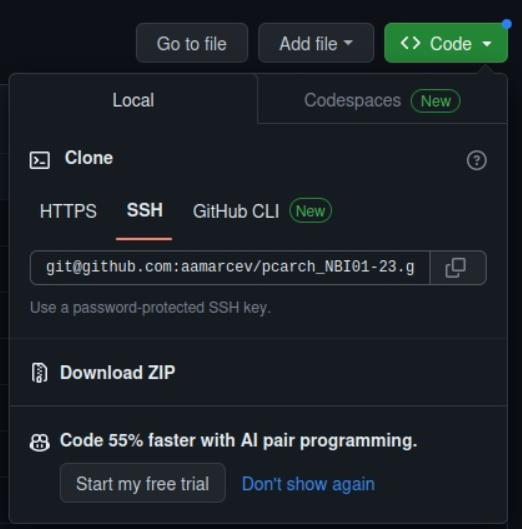 Go to file Add file <> Code
Local Codespaces New
Clone
HTTPS SSH GitHub CLI New
git@github.com:aamarcev/pcarch_NBI01-23.g
Use a password-protected SSH key.
Download ZIP
Code 55% faster with AI pair programming.
Start my free trial Don't show again